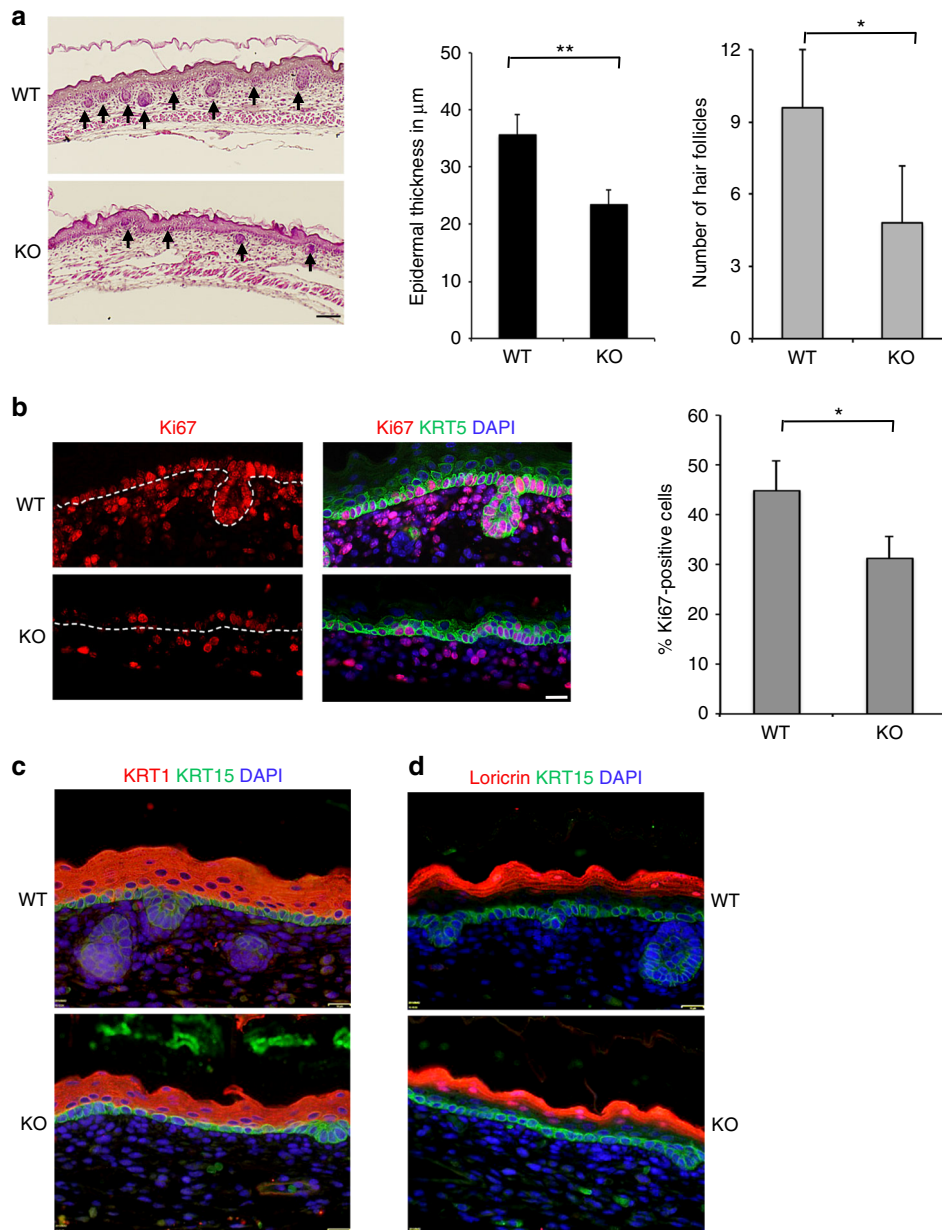 a
WT
KO
Epidermal thickness in μm
50
40
30
20
10
0
**
WT
KO
Number of hair follicles
12
9
6
3
0
*
WT
KO
b
Ki67
Ki67 KRT5 DAPI
WT
KO
% Ki67-positive cells
60
50
40
30
20
10
0
*
WT
KO
c
KRT1 KRT15 DAPI
WT
KO
d
Loricrin KRT15 DAPI
WT
KO